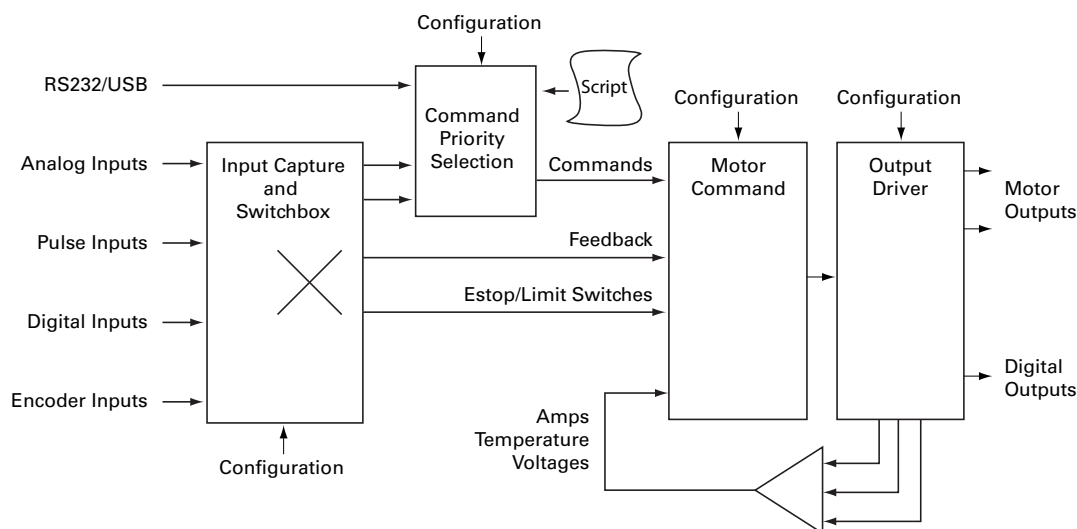 Configuration
RS232/USB
Script
Command
Priority
Selection
Configuration
Configuration
Analog Inputs
Input Capture
and
Switchbox
Commands
Motor
Command
Output
Driver
Motor
Outputs
Pulse Inputs
Feedback
Estop/Limit Switches
Digital Inputs
Encoder Inputs
Digital
Outputs
Amps
Temperature
Voltages
Configuration